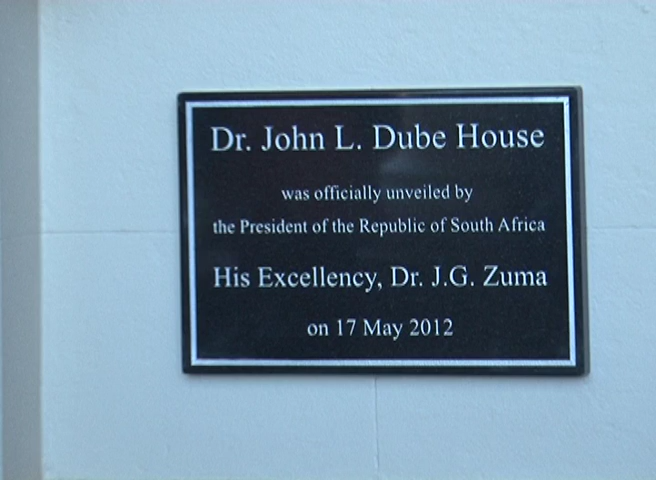 Dr. John L. Dube House
was officially unveiled by
the President of the Republic of South Africa
His Excellency, Dr. J.G. Zuma
on 17 May 2012